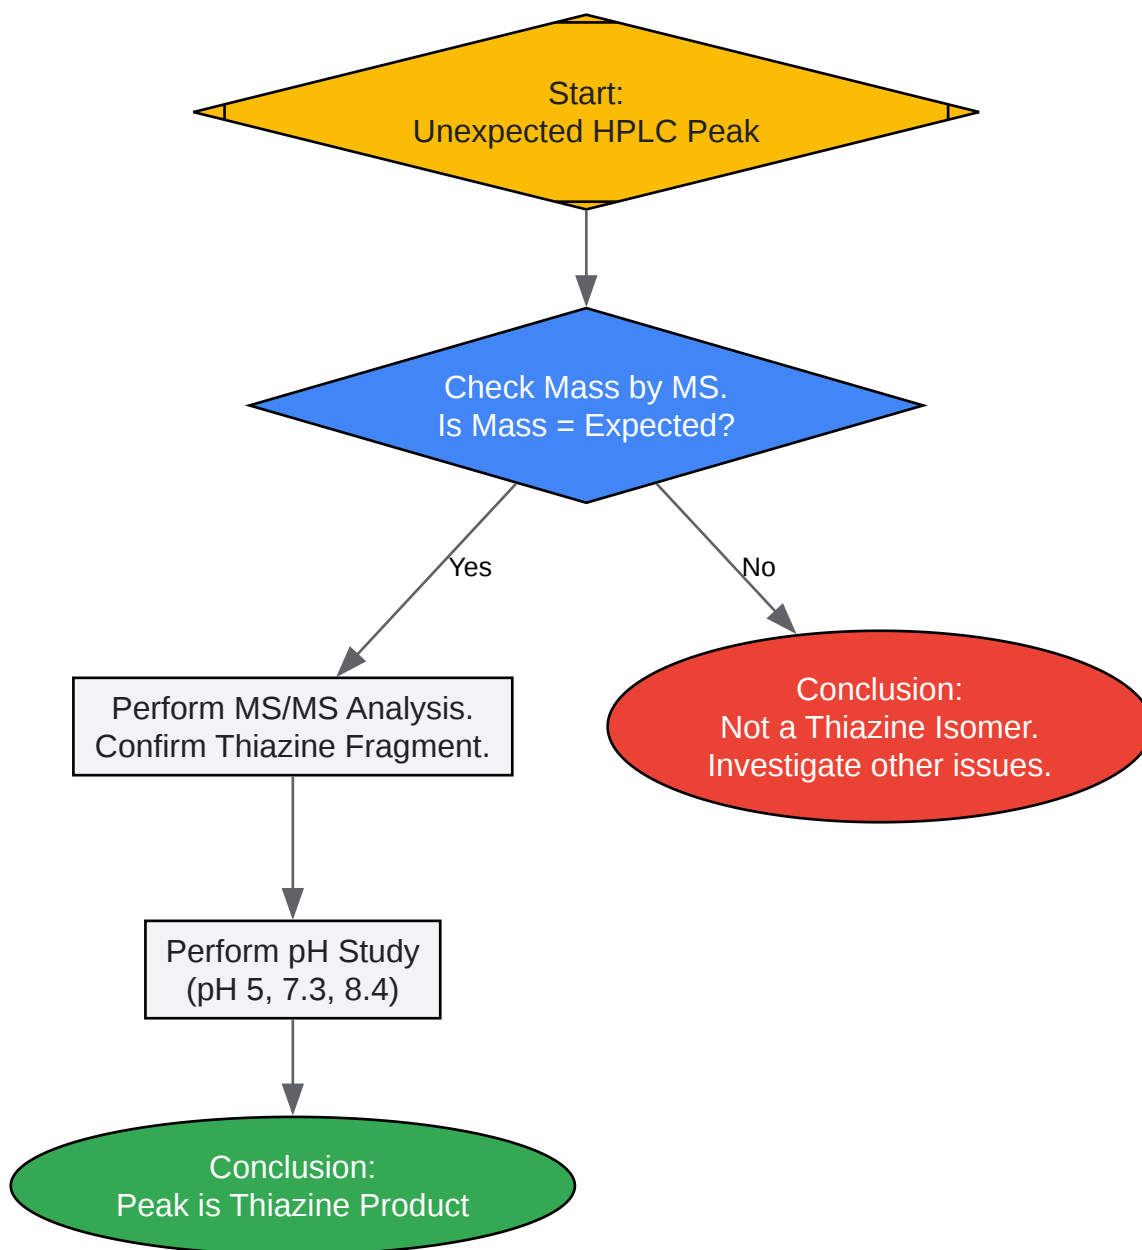 Start:
Unexpected HPLC Peak
Check Mass by MS.
Is Mass = Expected?
Yes
No
Perform MS/MS Analysis.
Confirm Thiazine Fragment.
Conclusion:
Not a Thiazine Isomer.
Investigate other issues.
Perform pH Study
(pH 5, 7.3, 8.4)
Conclusion:
Peak is Thiazine Product